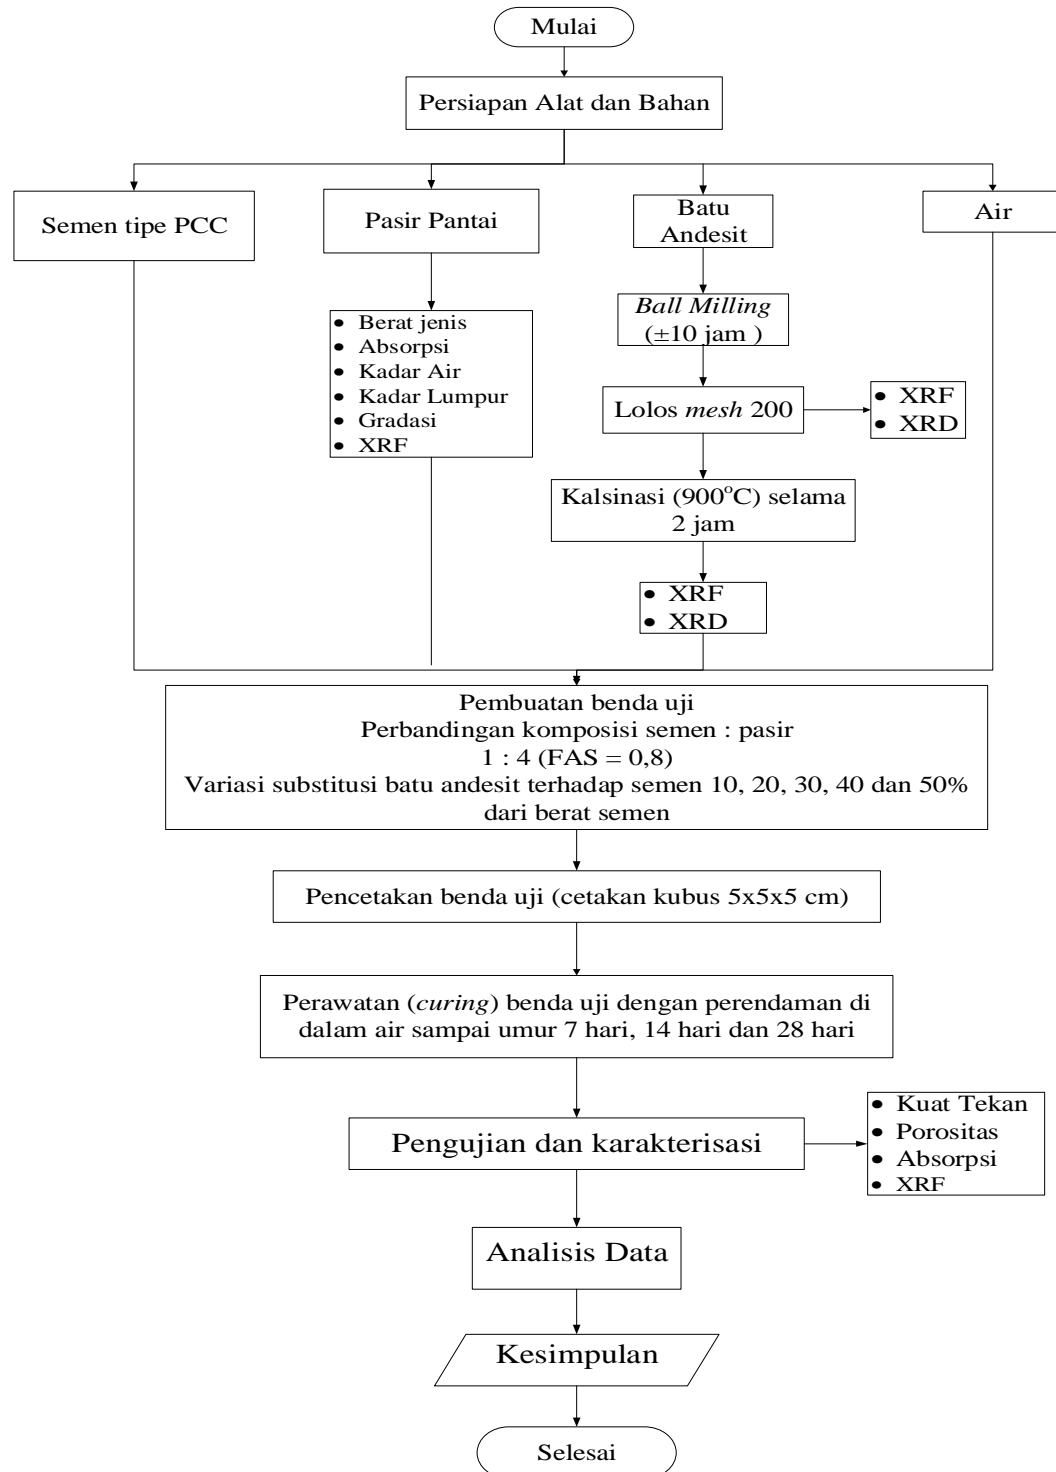 Mulai
Persiapan Alat dan Bahan
Semen tipe PCC
Pasir Pantai
Batu
Andesit
Air
Ball Milling
(±10 jam )
• Berat jenis
• Absorpsi
• Kadar Air
• Kadar Lumpur
• Gradasi
• XRF
Lolos mesh 200
• XRF
• XRD
Kalsinasi (900°C) selama
2 jam
• XRF
• XRD
Pembuatan benda uji
Perbandingan komposisi semen : pasir
1 : 4 (FAS = 0,8)
Variasi substitusi batu andesit terhadap semen 10, 20, 30, 40 dan 50%
dari berat semen
Pencetakan benda uji (cetakan kubus 5x5x5 cm)
Perawatan (curing) benda uji dengan perendaman di
dalam air sampai umur 7 hari, 14 hari dan 28 hari
Pengujian dan karakterisasi
• Kuat Tekan
• Porositas
• Absorpsi
• XRF
Analisis Data
Kesimpulan
Selesai